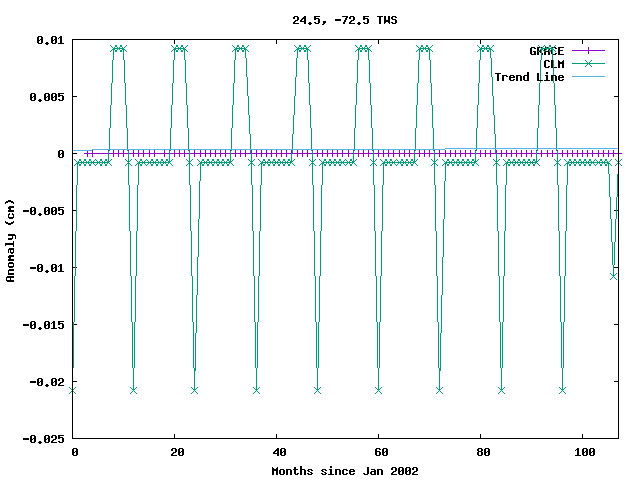 24.5, -72.5 TWS
0.01
0.005
0
-0.005
-0.01
-0.015
-0.02
-0.025
Anomaly (cm)
GRACE
CLM
Trend Line
0 20 40 60 80 100
Months since Jan 2002